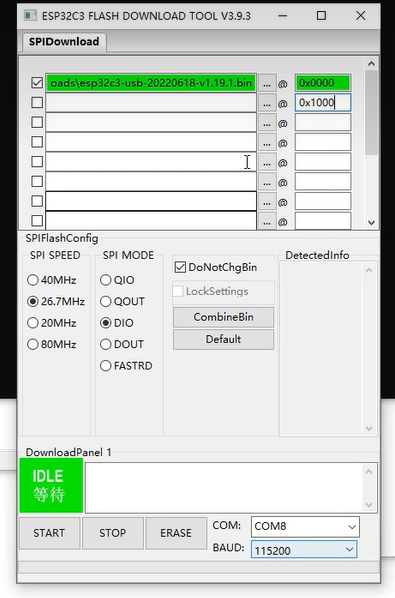 ESP32C3 FLASH DOWNLOAD TOOL V3.9.3
SPIDownload
oads\esp32c3-usb-20220618-v1.19.1.bin ... @ 0x0000
... @ 0x1000
... @
... @
... @
... @
... @
... @
SPIFlashConfig
SPI SPEED
40MHz
26.7MHz
20MHz
80MHz
SPI MODE
QIO
QOUT
DIO
DOUT
FASTRD
DoNotChgBin
LockSettings
CombineBin
Default
DetectedInfo
DownloadPanel 1
IDLE
等待
START
STOP
ERASE
COM: COM8
BAUD: 115200